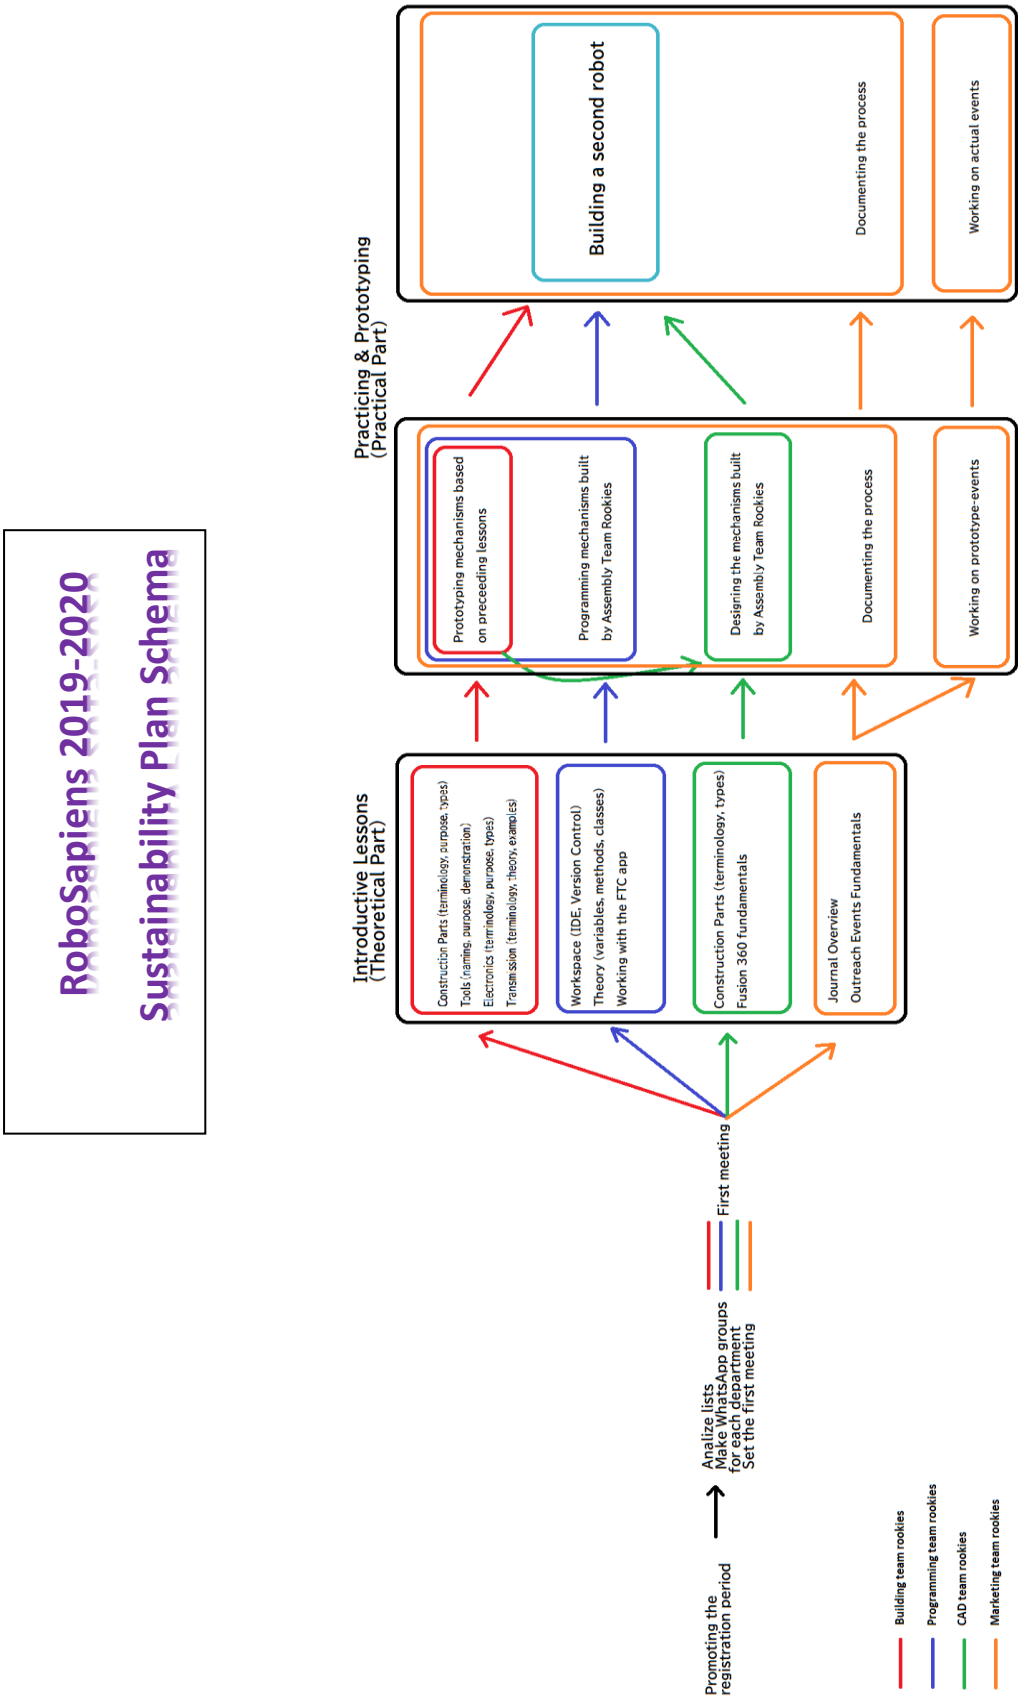 RoboSapiens 2019-2020
Sustainability Plan Schema
Promoting the
registration period
Analize lists
Make WhatsApp groups
for each department
Set the first meeting
First meeting
Introductive Lessons
(Theoretical Part)
Construction Parts (terminology, purpose, types)
Tools (naming, purpose, demonstration)
Electronics (terminology, purpose, types)
Transmission (terminology, theory, examples)
Workspace (IDE, Version Control)
Theory (variables, methods, classes)
Working with the FTC app
Construction Parts (terminology, types)
Fusion 360 fundamentals
Journal Overview
Outreach Events Fundamentals
Practicing & Prototyping
(Practical Part)
Prototyping mechanisms based
on preceeding lessons
Programming mechanisms built
by Assembly Team Rookies
Designing the mechanisms built
by Assembly Team Rookies
Documenting the process
Working on prototype-events
Building a second robot
Documenting the process
Working on actual events
Building team rookies
Programming team rookies
CAD team rookies
Marketing team rookies